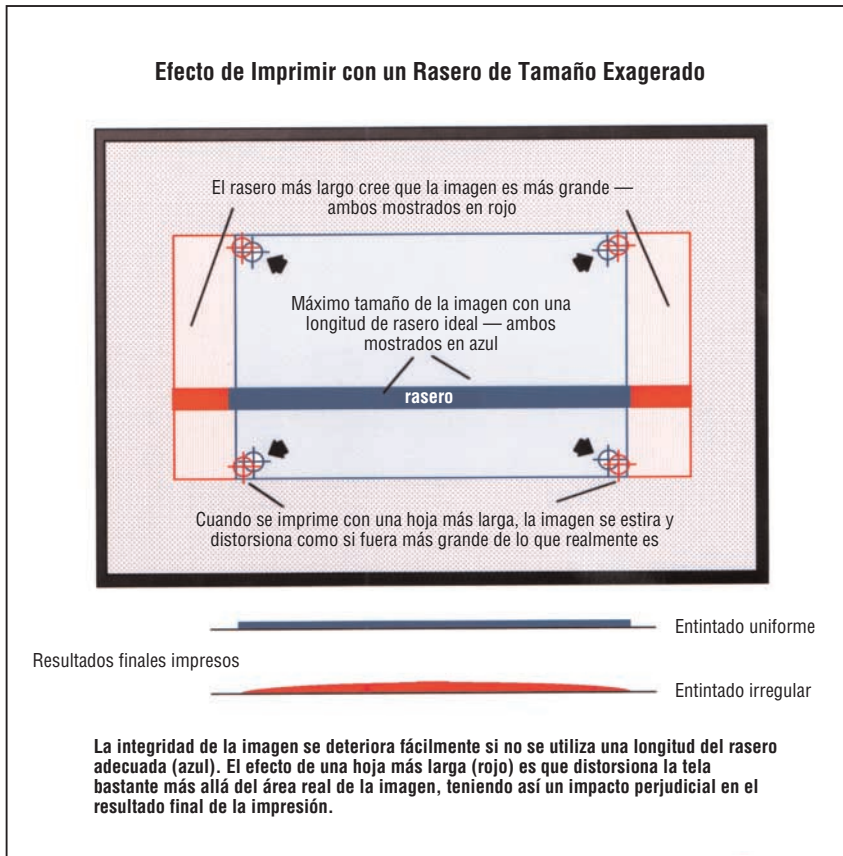 Efecto de Imprimir con un Rasero de Tamaño Exagerado
El rasero más largo cree que la imagen es más grande —
ambos mostrados en rojo
Máximo tamaño de la imagen con una
longitud de rasero ideal — ambos
mostrados en azul
rasero
Cuando se imprime con una hoja más larga, la imagen se estira y
distorsiona como si fuera más grande de lo que realmente es
Entintado uniforme
Resultados finales impresos
Entintado irregular
La integridad de la imagen se deteriora fácilmente si no se utiliza una longitud del rasero
adecuada (azul). El efecto de una hoja más larga (rojo) es que distorsiona la tela
bastante más allá del área real de la imagen, teniendo así un impacto perjudicial en el
resultado final de la impresión.